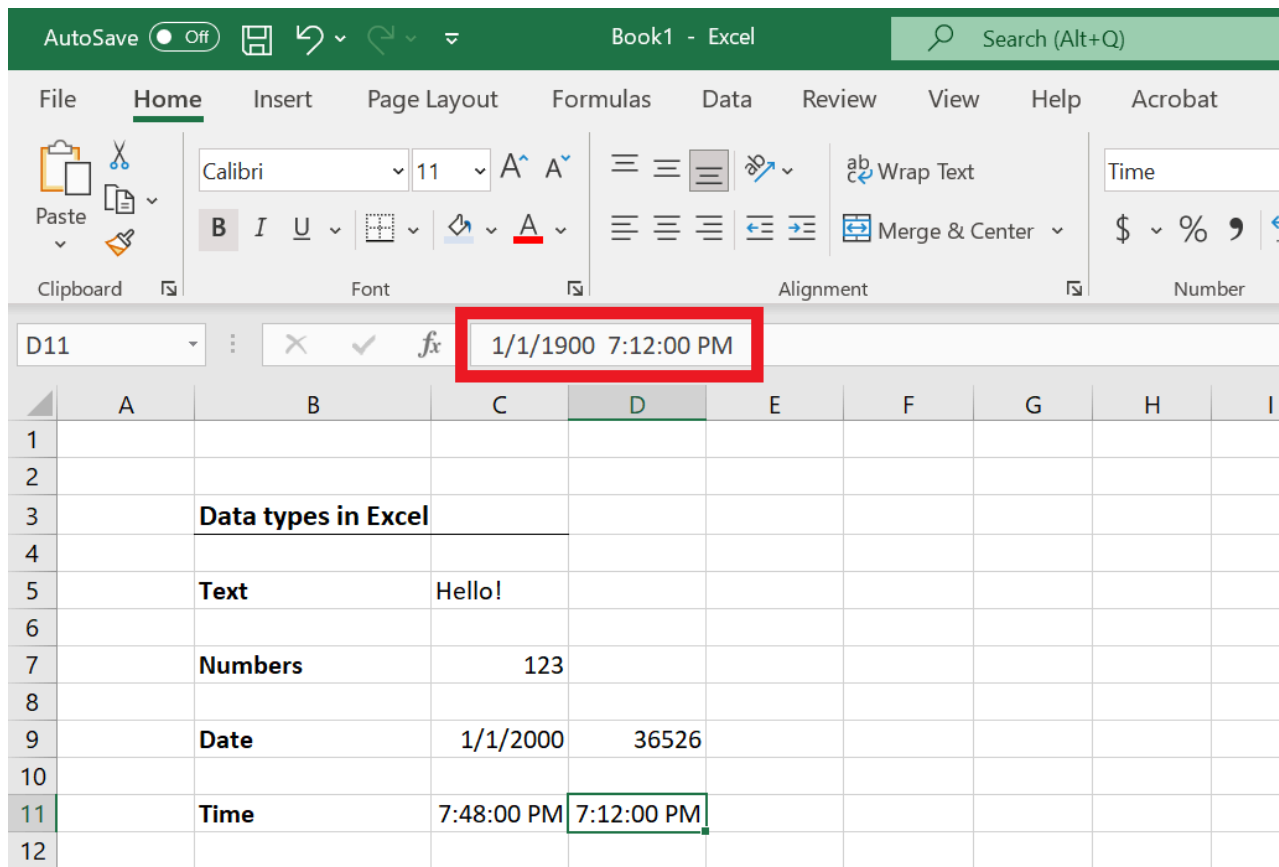 AutoSave Off Book1 - Excel Search (Alt+Q)
File Home Insert Page Layout Formulas Data Review View Help Acrobat
Calibri 11 A A ab Wrap Text Time
Paste B I U A Merge & Center $ % 9
Clipboard Font Alignment Number
D11 fx 1/1/1900 7:12:00 PM
A B C D E F G H I
1
2
3 Data types in Excel
4
5 Text Hello!
6
7 Numbers 123
8
9 Date 1/1/2000 36526
10
11 Time 7:48:00 PM 7:12:00 PM
12